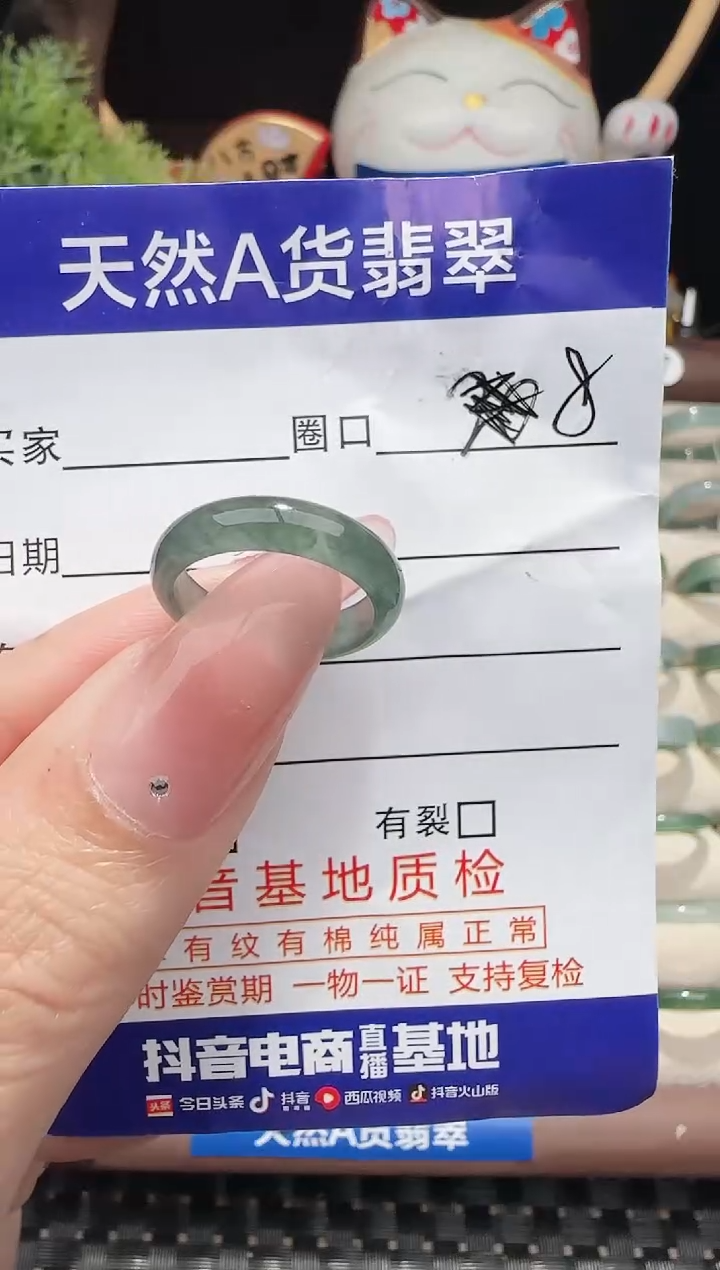 天然A货翡翠
买家 圈口 8
日期
有裂
音基地质检
有纹有棉纯属正常
时鉴赏期 一物一证 支持复检
抖音电商直播基地
头条 今日头条 抖音 西瓜视频 抖音火山版
天然A货翡翠